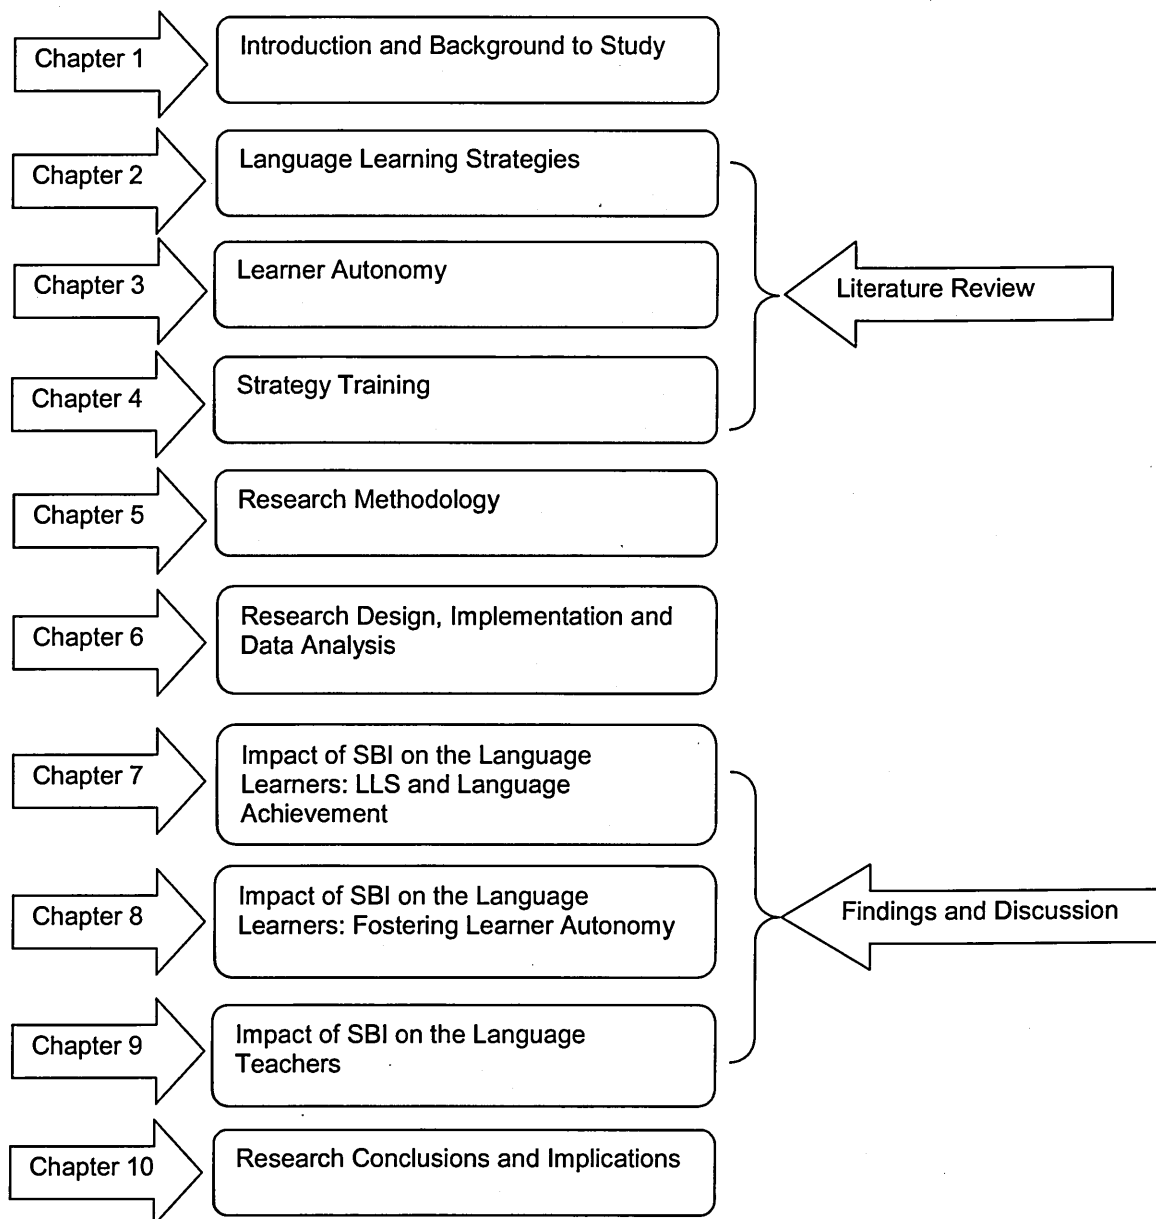 Chapter 1
Introduction and Background to Study
Chapter 2
Language Learning Strategies
Chapter 3
Learner Autonomy
Literature Review
Chapter 4
Strategy Training
Chapter 5
Research Methodology
Chapter 6
Research Design, Implementation and
Data Analysis
Chapter 7
Impact of SBI on the Language
Learners: LLS and Language
Achievement
Chapter 8
Impact of SBI on the Language
Learners: Fostering Learner Autonomy
Findings and Discussion
Chapter 9
Impact of SBI on the Language
Teachers
Chapter 10
Research Conclusions and Implications